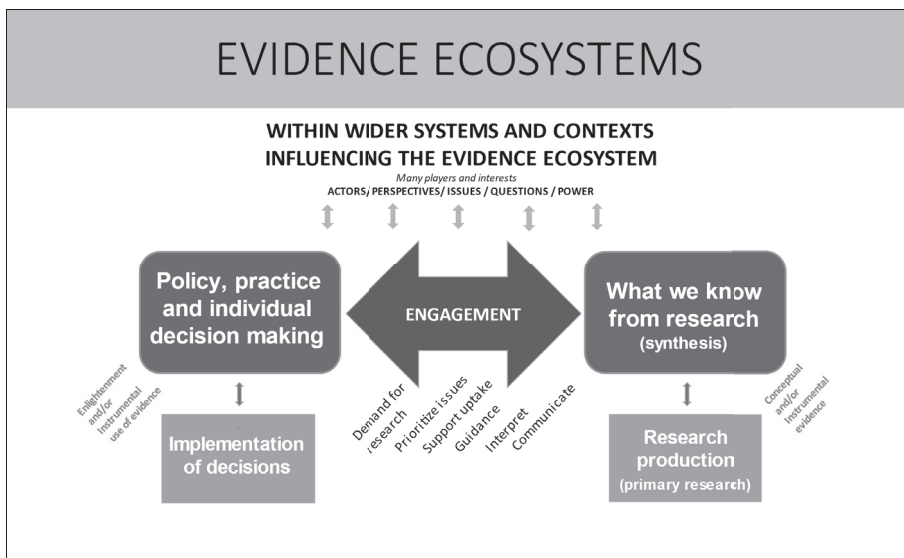 EVIDENCE ECOSYSTEMS
WITHIN WIDER SYSTEMS AND CONTEXTS
INFLUENCING THE EVIDENCE ECOSYSTEM
Many players and interests
ACTORS/ PERSPECTIVES/ ISSUES / QUESTIONS / POWER
Policy, practice
and individual
decision making
ENGAGEMENT
What we know
from research
(synthesis)
Enlightenment
and/or
Instrumental
use of evidence
Implementation
of decisions
Demand for
research
Prioritize issues
Support uptake
Guidance
Interpret
Communicate
Research
production
(primary research)
Conceptual
and/or
Instrumental
evidence